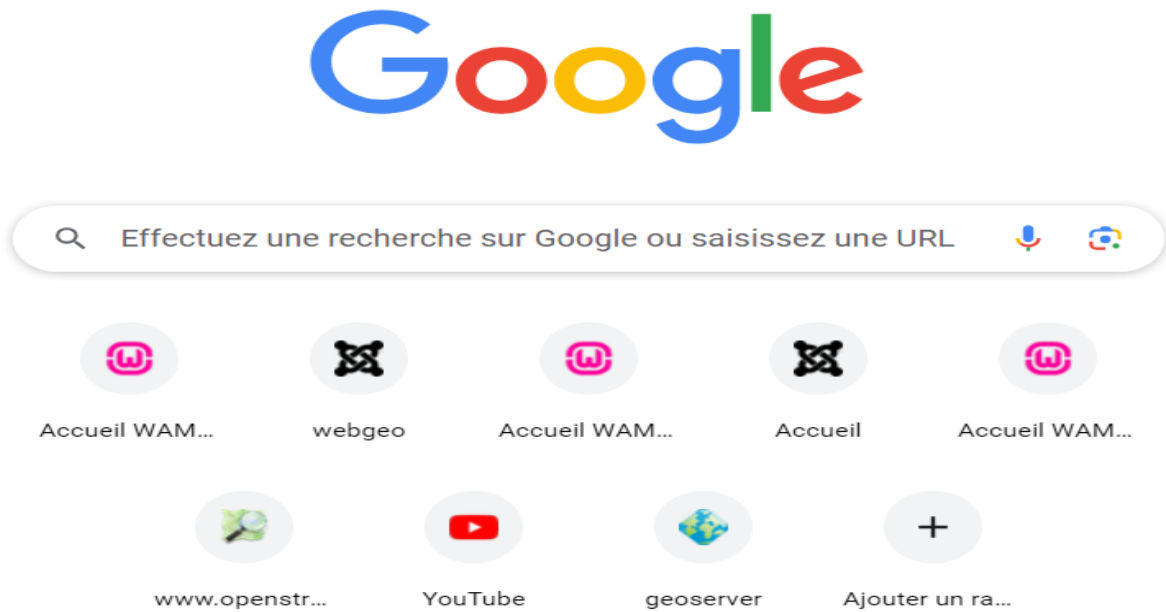 Google
Effectuez une recherche sur Google ou saisissez une URL
Accueil WAM... webgeo Accueil WAM... Accueil Accueil WAM...
www.openstr... YouTube geoserver Ajouter un ra...